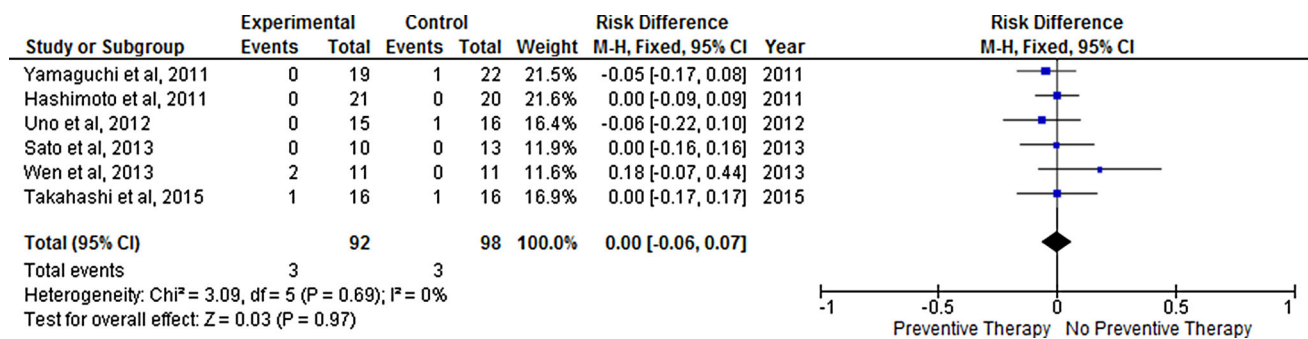 Experimental Control Risk Difference Risk Difference
Study or Subgroup Events Total Events Total Weight M-H, Fixed, 95% CI Year M-H, Fixed, 95% CI
Yamaguchi et al, 2011 0 19 1 22 21.5% -0.05 [-0.17, 0.08] 2011
Hashimoto et al, 2011 0 21 0 20 21.6% 0.00 [-0.09, 0.09] 2011
Uno et al, 2012 0 15 1 16 16.4% -0.06 [-0.22, 0.10] 2012
Sato et al, 2013 0 10 0 13 11.9% 0.00 [-0.16, 0.16] 2013
Wen et al, 2013 2 11 0 11 11.6% 0.18 [-0.07, 0.44] 2013
Takahashi et al, 2015 1 16 1 16 16.9% 0.00 [-0.17, 0.17] 2015
Total (95% CI) 92 98 100.0% 0.00 [-0.06, 0.07]
Total events 3 3
Heterogeneity: Chi² = 3.09, df = 5 (P = 0.69); I² = 0%
Test for overall effect: Z = 0.03 (P = 0.97)
-1 -0.5 0 0.5 1
Preventive Therapy No Preventive Therapy